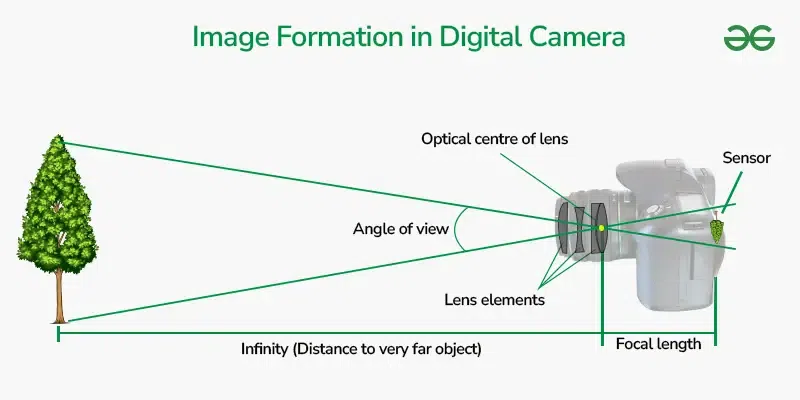 Image Formation in Digital Camera
Optical centre of lens
Sensor
Angle of view
Lens elements
Infinity (Distance to very far object)
Focal length